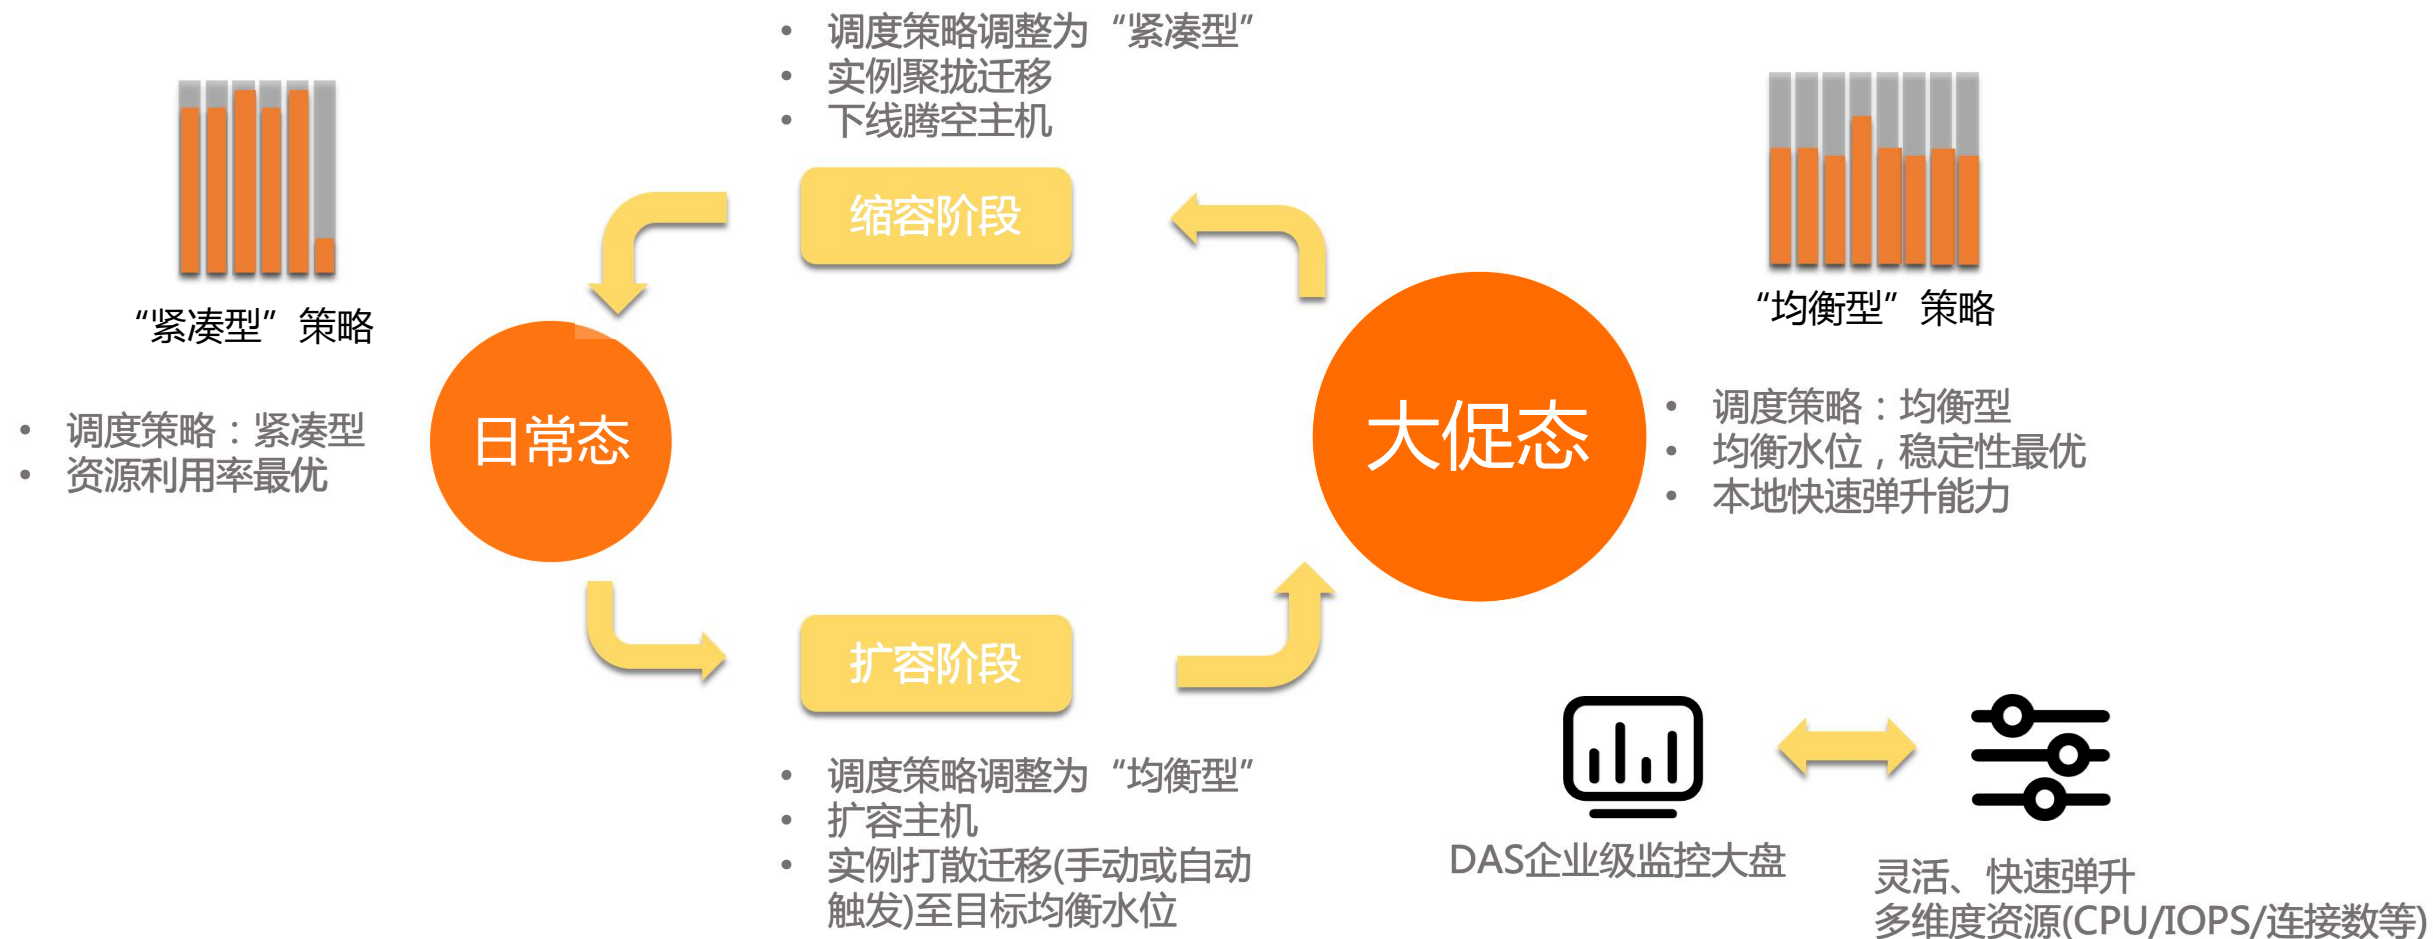 • 调度策略调整为“紧凑型”
• 实例聚拢迁移
• 下线腾空主机
缩容阶段
“紧凑型”策略
“均衡型”策略
• 调度策略：紧凑型
• 资源利用率最优
日常态
大促态
• 调度策略：均衡型
• 均衡水位，稳定性最优
• 本地快速弹升能力
扩容阶段
• 调度策略调整为“均衡型”
• 扩容主机
• 实例打散迁移(手动或自动
触发)至目标均衡水位
DAS企业级监控大盘
灵活、快速弹升
多维度资源(CPU/IOPS/连接数等)